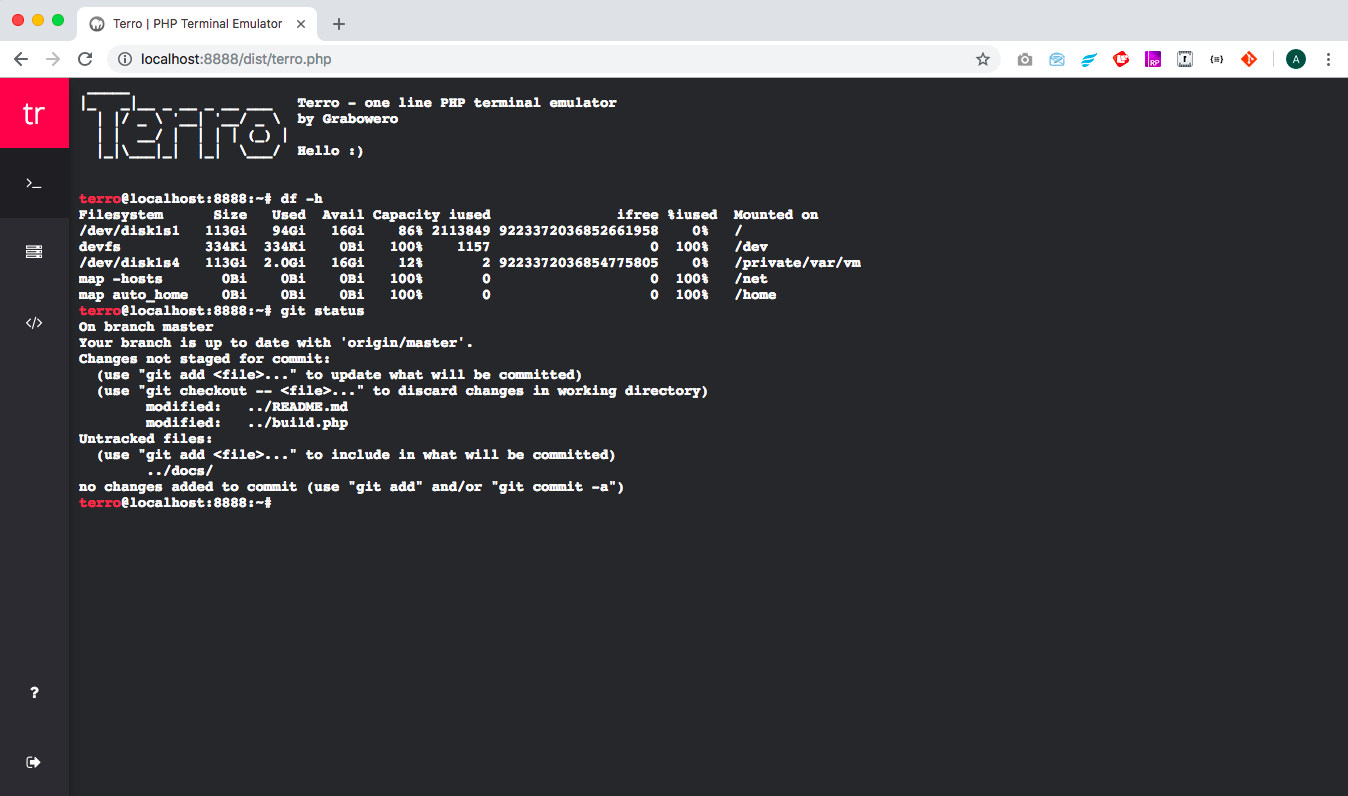 Terro | PHP Terminal Emulator
localhost:8888/dist/terro.php
RP
r
{≡}
A
tr
Terro
Terro - one line PHP terminal emulator
by Grabowero
Hello :)
>_
terro@localhost:8888:~# df -h
Filesystem      Size   Used  Avail Capacity iused               ifree %iused  Mounted on
/dev/disk1s1   113Gi   94Gi   16Gi    86% 2113849 9223372036852661958    0%   /
devfs          334Ki  334Ki    0Bi   100%    1157                   0  100%   /dev
/dev/disk1s4   113Gi  2.0Gi   16Gi    12%       2 9223372036854775805    0%   /private/var/vm
map -hosts       0Bi    0Bi    0Bi   100%       0                   0  100%   /net
map auto_home    0Bi    0Bi    0Bi   100%       0                   0  100%   /home
terro@localhost:8888:~# git status
On branch master
Your branch is up to date with 'origin/master'.
Changes not staged for commit:
  (use "git add <file>..." to update what will be committed)
  (use "git checkout -- <file>..." to discard changes in working directory)
        modified:   ../README.md
        modified:   ../build.php
Untracked files:
  (use "git add <file>..." to include in what will be committed)
        ../docs/
no changes added to commit (use "git add" and/or "git commit -a")
terro@localhost:8888:~#
</>
?